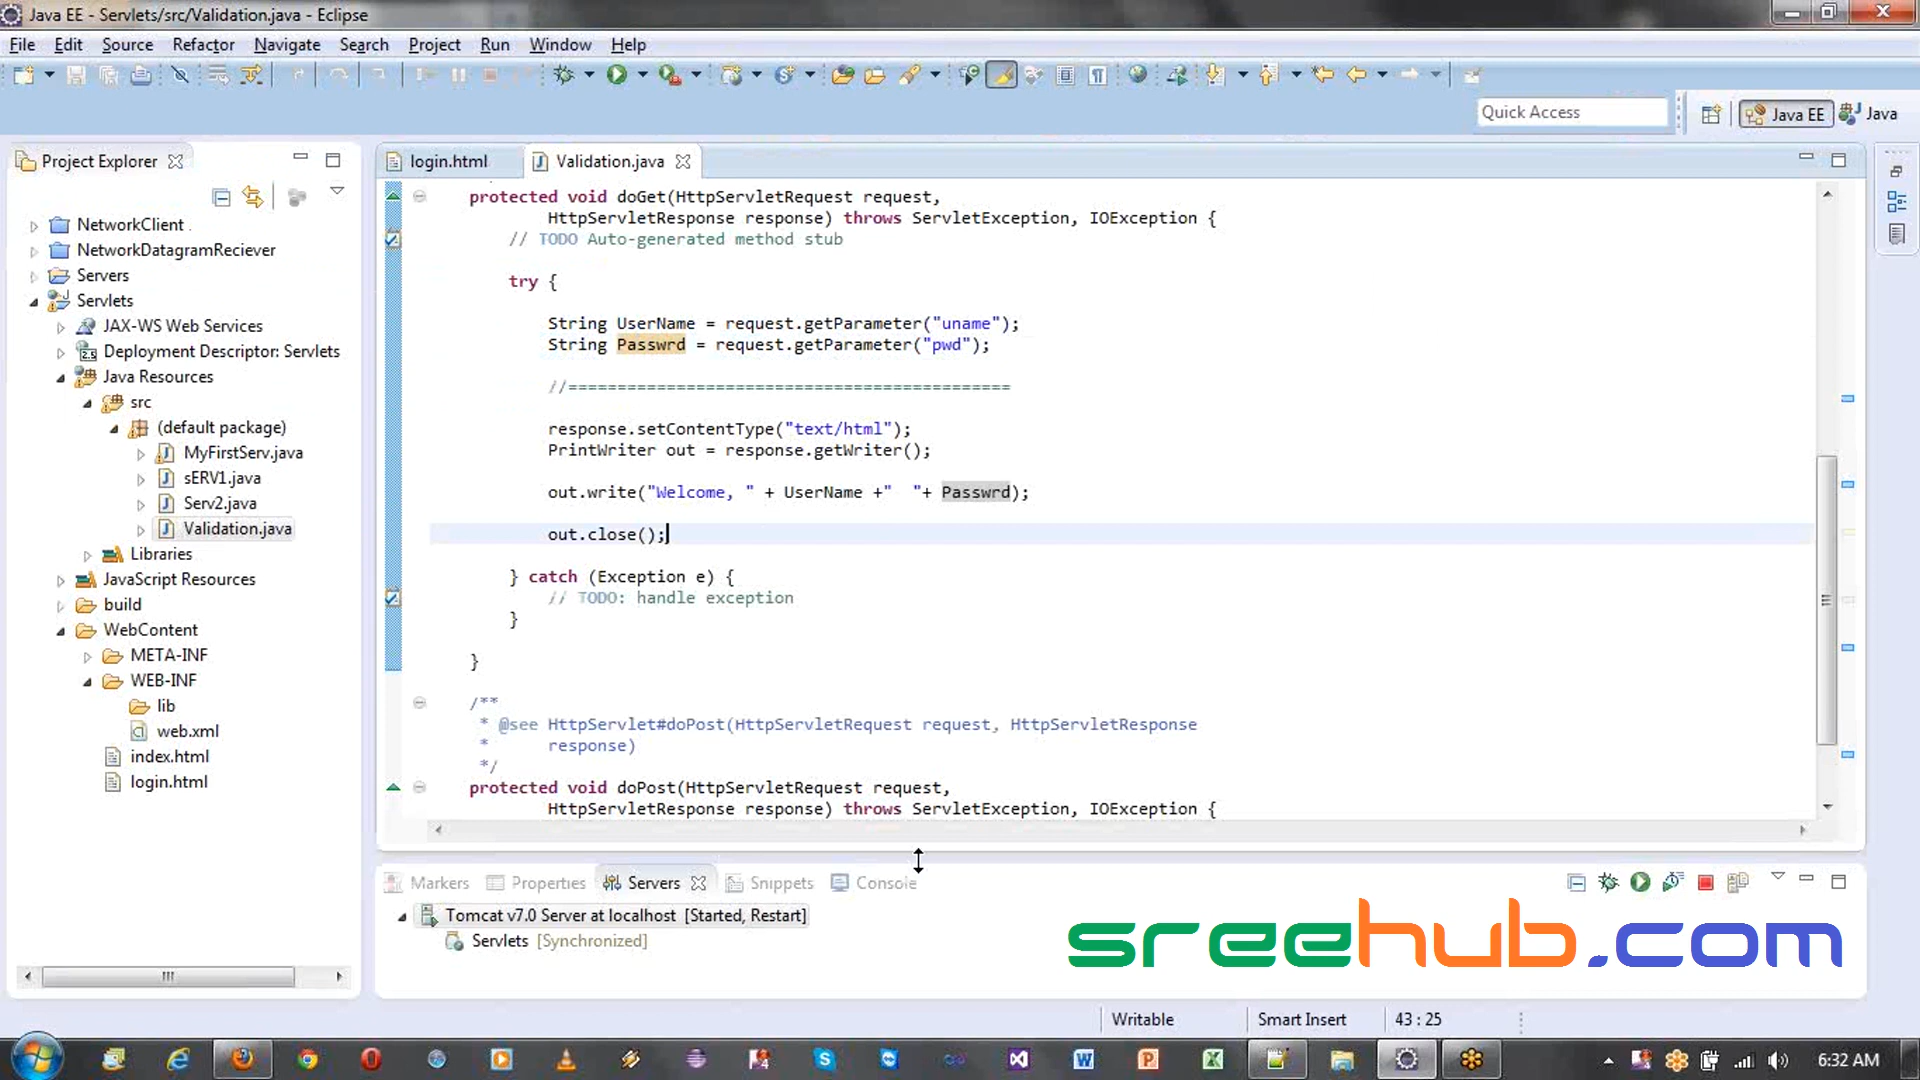 Java EE - Servlets/src/Validation.java - Eclipse
File Edit Source Refactor Navigate Search Project Run Window Help
Quick Access
Java EE
Java
Project Explorer
login.html
Validation.java
NetworkClient
NetworkDatagramReciever
Servers
Servlets
JAX-WS Web Services
Deployment Descriptor: Servlets
Java Resources
src
(default package)
MyFirstServ.java
sERV1.java
Serv2.java
Validation.java
Libraries
JavaScript Resources
build
WebContent
META-INF
WEB-INF
lib
web.xml
index.html
login.html
protected void doGet(HttpServletRequest request,
HttpServletResponse response) throws ServletException, IOException {
// TODO Auto-generated method stub
try {
String UserName = request.getParameter("uname");
String Passwrd = request.getParameter("pwd");
//=============================================
response.setContentType("text/html");
PrintWriter out = response.getWriter();
out.write("Welcome, " + UserName +"  "+ Passwrd);
out.close();
} catch (Exception e) {
// TODO: handle exception
}
}
/**
* @see HttpServlet#doPost(HttpServletRequest request, HttpServletResponse
*      response)
*/
protected void doPost(HttpServletRequest request,
HttpServletResponse response) throws ServletException, IOException {
Markers Properties Servers Snippets Console
Tomcat v7.0 Server at localhost [Started, Restart]
Servlets [Synchronized]
sreehub.com
Writable Smart Insert 43 : 25
6:32 AM